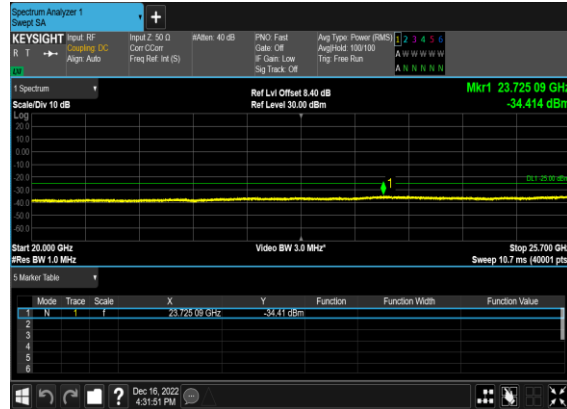 Spectrum Analyzer 1
Swept SA
+
KEYSIGHT Input: RF Input Z: 50 Ω #Atten: 40 dB PNO: Fast Avg Type: Power (RMS) 1 2 3 4 5 6
R T Coupling: DC Corr CCorr Gate: Off Avg|Hold: 100/100 A W W W W W
Align: Auto Freq Ref: Int (S) IF Gain: Low Trig: Free Run
Sig Track: Off A N N N N N
1 Spectrum Ref Lvl Offset 8.40 dB Mkr1 23.725 09 GHz
Scale/Div 10 dB Ref Level 30.00 dBm -34.414 dBm
Log
20.0
10.0
0.00
-10.0
-20.0
-30.0
-40.0
-50.0
-60.0
1
DL1 -25.00 dBm
Start 20.000 GHz Video BW 3.0 MHz* Stop 25.700 GHz
#Res BW 1.0 MHz Sweep 10.7 ms (40001 pts)
5 Marker Table
Mode Trace Scale X Y Function Function Width Function Value
1 N 1 f 23.725 09 GHz -34.41 dBm
2
3
4
5
6
? Dec 16, 2022
4:31:51 PM